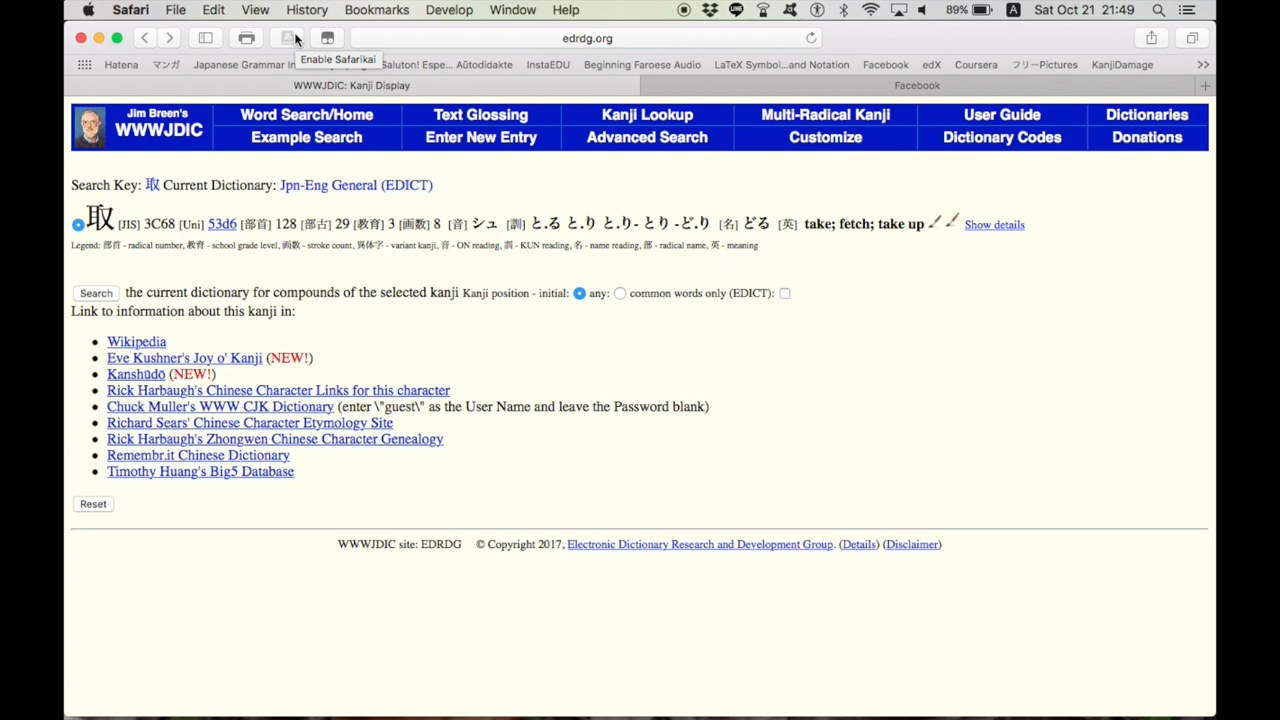 Safari File Edit View History Bookmarks Develop Window Help 89% A Sat Oct 21 21:49
edrdg.org
Enable Safarikai
Hatena マンガ Japanese Grammar In Saluton! Espe... Aŭtodidakte InstaEDU Beginning Faroese Audio LaTeX Symbol...and Notation Facebook edX Coursera フリーPictures KanjiDamage
WWWJDIC: Kanji Display Facebook
Jim Breen's WWWJDIC
Word Search/Home Text Glossing Kanji Lookup Multi-Radical Kanji User Guide Dictionaries
Example Search Enter New Entry Advanced Search Customize Dictionary Codes Donations
Search Key: 取 Current Dictionary: Jpn-Eng General (EDICT)
取 [JIS] 3C68 [Uni] 53d6 [部首] 128 [部古] 29 [教育] 3 [画数] 8 [音] シュ [訓] と.る と.り と.り- とり -ど.り [名] どる [英] take; fetch; take up Show details
Legend: 部首 - radical number, 教育 - school grade level, 画数 - stroke count, 異体字 - variant kanji, 音 - ON reading, 訓 - KUN reading, 名 - name reading, 部 - radical name, 英 - meaning
Search the current dictionary for compounds of the selected kanji Kanji position - initial: any: common words only (EDICT):
Link to information about this kanji in:
Wikipedia
Eve Kushner's Joy o' Kanji (NEW!)
Kanshūdō (NEW!)
Rick Harbaugh's Chinese Character Links for this character
Chuck Muller's WWW CJK Dictionary (enter \"guest\" as the User Name and leave the Password blank)
Richard Sears' Chinese Character Etymology Site
Rick Harbaugh's Zhongwen Chinese Character Genealogy
Remembr.it Chinese Dictionary
Timothy Huang's Big5 Database
Reset
WWWJDIC site: EDRDG © Copyright 2017, Electronic Dictionary Research and Development Group. (Details) (Disclaimer)